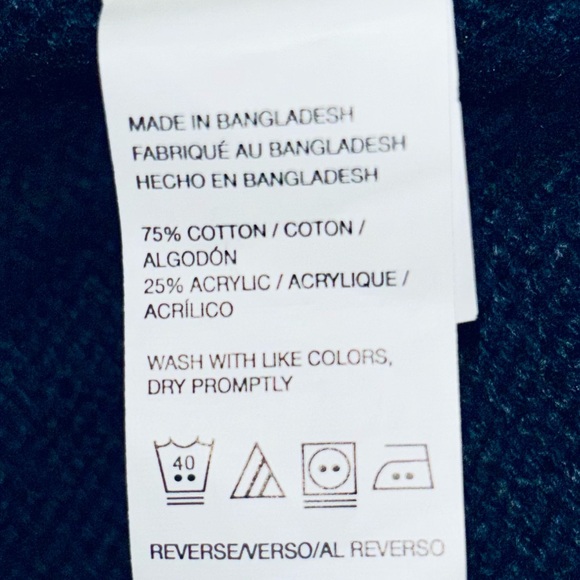 MADE IN BANGLADESH
FABRIQUÉ AU BANGLADESH
HECHO EN BANGLADESH
75% COTTON / COTON /
ALGODÓN
25% ACRYLIC / ACRYLIQUE /
ACRÍLICO
WASH WITH LIKE COLORS,
DRY PROMPTLY
40
REVERSE/VERSO/AL REVERSO